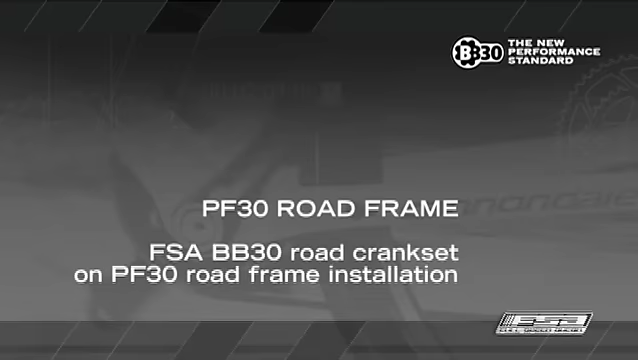 BB30
THE NEW
PERFORMANCE
STANDARD
PF30 ROAD FRAME
FSA BB30 road crankset
on PF30 road frame installation
FSA